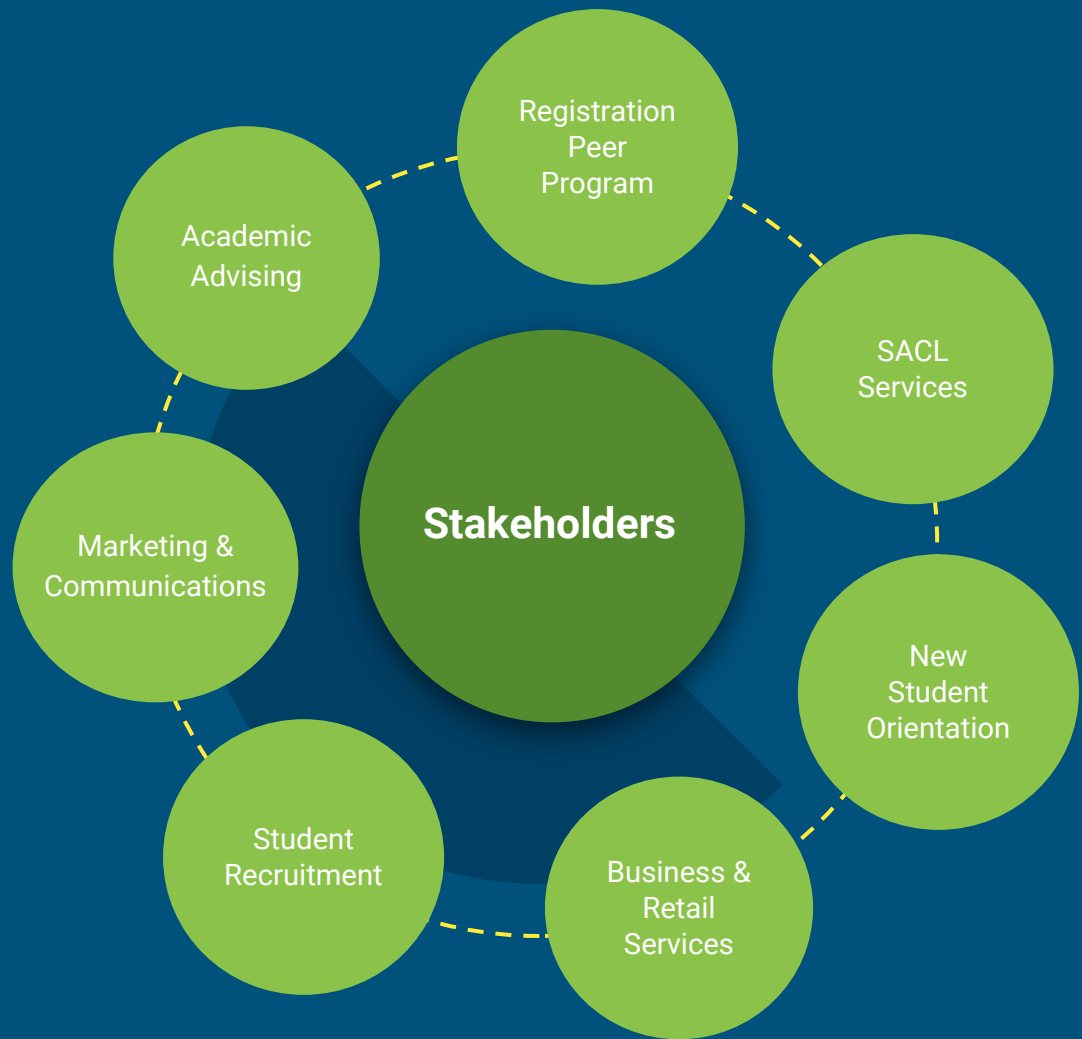 Registration
Peer
Program
Academic
Advising
SACL
Services
Stakeholders
Marketing &
Communications
New
Student
Orientation
Student
Recruitment
Business &
Retail
Services